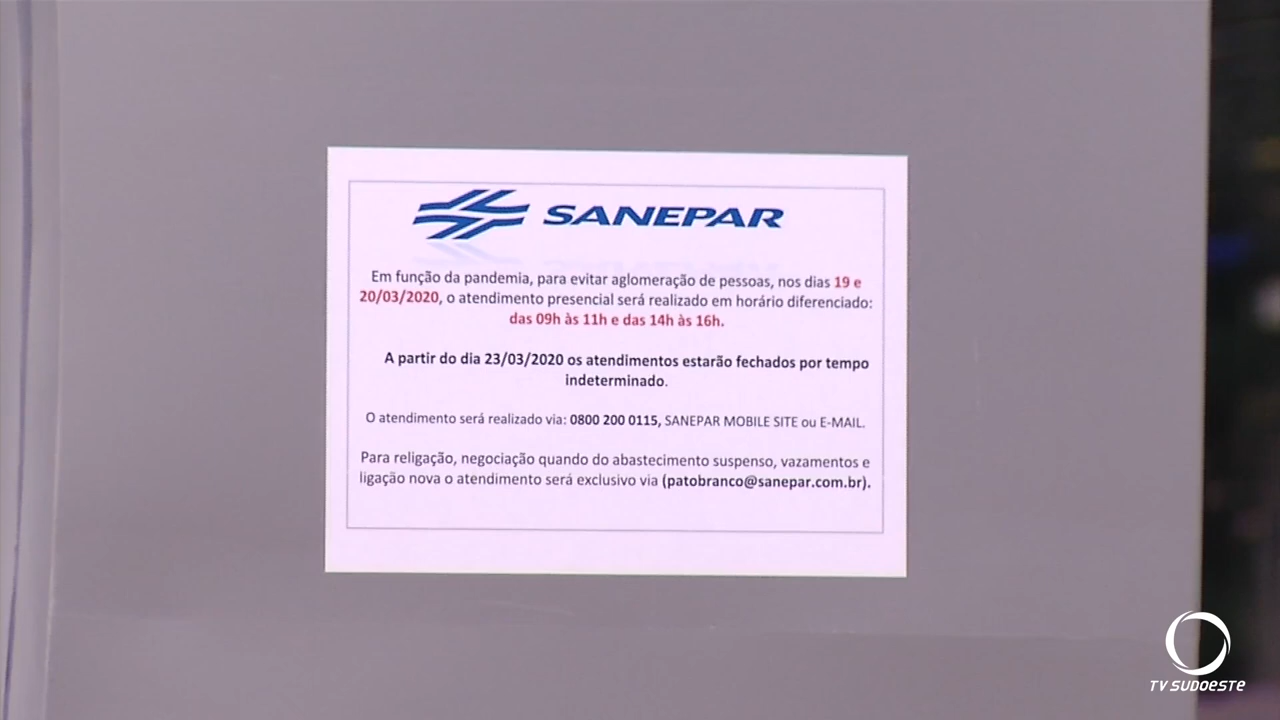 SANEPAR
Em função da pandemia, para evitar aglomeração de pessoas, nos dias 19 e
20/03/2020, o atendimento presencial será realizado em horário diferenciado:
das 09h às 11h e das 14h às 16h.
A partir do dia 23/03/2020 os atendimentos estarão fechados por tempo
indeterminado.
O atendimento será realizado via: 0800 200 0115, SANEPAR MOBILE SITE ou E-MAIL.
Para religação, negociação quando do abastecimento suspenso, vazamentos e
ligação nova o atendimento será exclusivo via (patobranco@sanepar.com.br).
TV SUDOESTE